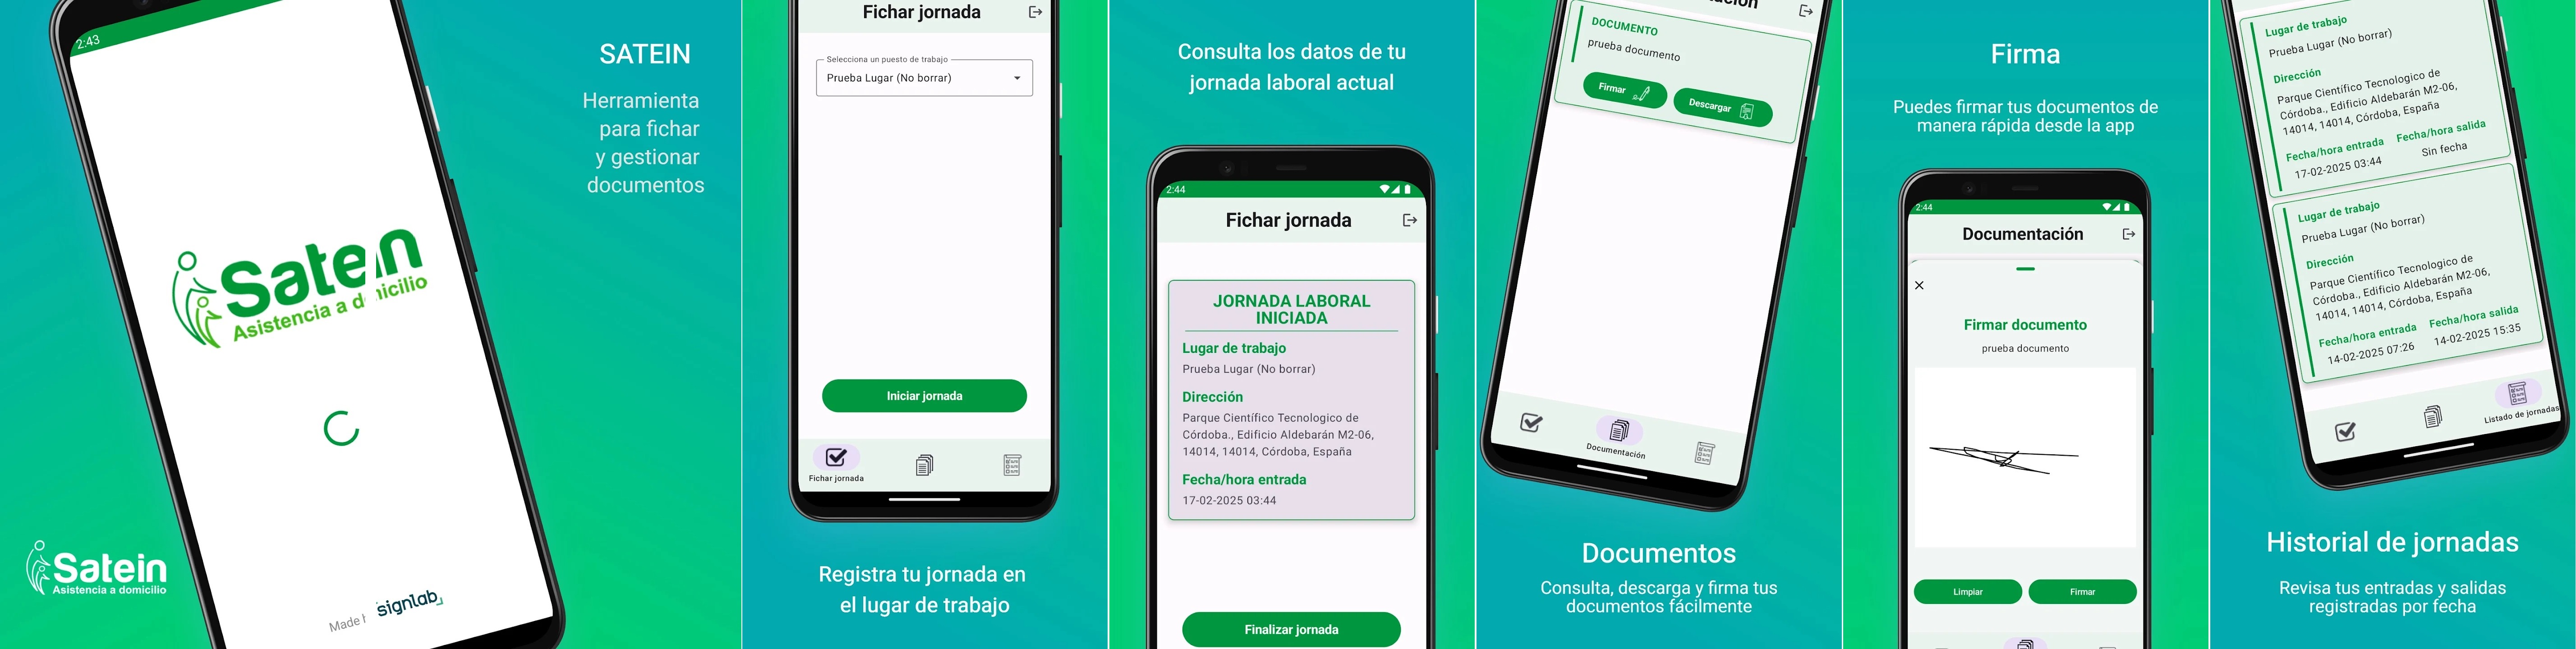 2:43
SATEIN
Herramienta
para fichar
y gestionar
documentos
Asistencia a
signlab
Satein
Asistencia a domicilio
Fichar jornada
Selecciona un puesto de trabajo
Prueba Lugar (No borrar)
Iniciar jornada
Fichar jornada
Registra tu jornada en
el lugar de trabajo
Consulta los datos de tu
jornada laboral actual
2:44
Fichar jornada
JORNADA LABORAL
INICIADA
Lugar de trabajo
Prueba Lugar (No borrar)
Dirección
Parque Científico Tecnologico de
Córdoba., Edificio Aldebarán M2-06,
14014, 14014, Córdoba, España
Fecha/hora entrada
17-02-2025 03:44
Finalizar jornada
DOCUMENTO
prueba documento
Firmar
Descargar
Documentación
Documentos
Consulta, descarga y firma tus
documentos fácilmente
Firma
Puedes firmar tus documentos de
manera rápida desde la app
2:44
Documentación
Firmar documento
prueba documento
Limpiar
Firmar
Lugar de trabajo
Prueba Lugar (No borrar)
Dirección
Parque Científico Tecnologico de
Córdoba., Edificio Aldebarán M2-06,
14014, 14014, Córdoba, España
Fecha/hora entrada Fecha/hora salida
17-02-2025 03:44 Sin fecha
Lugar de trabajo
Prueba Lugar (No borrar)
Dirección
Parque Científico Tecnologico de
Córdoba., Edificio Aldebarán M2-06,
14014, 14014, Córdoba, España
Fecha/hora entrada Fecha/hora salida
14-02-2025 07:26 14-02-2025 15:35
Listado de jornadas
Historial de jornadas
Revisa tus entradas y salidas
registradas por fecha